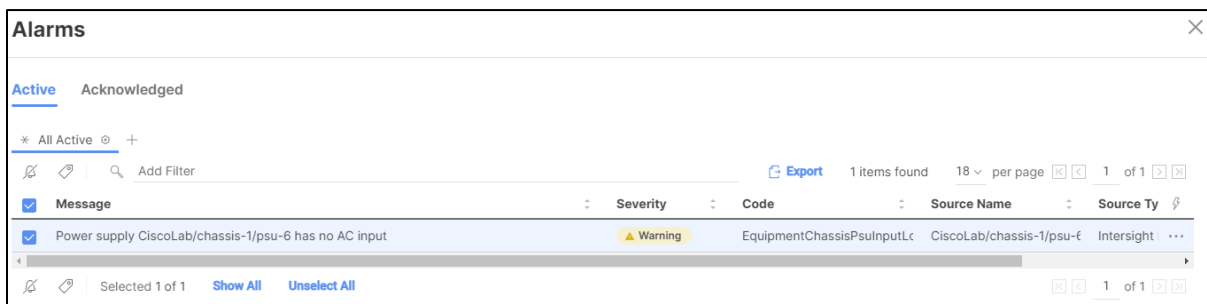 Alarms
Active Acknowledged
All Active
Add Filter Export 1 items found 18 per page 1 of 1
Message Severity Code Source Name Source Ty
Power supply CiscoLab/chassis-1/psu-6 has no AC input Warning EquipmentChassisPsuInputLc CiscoLab/chassis-1/psu-6 Intersight
Selected 1 of 1 Show All Unselect All 1 of 1